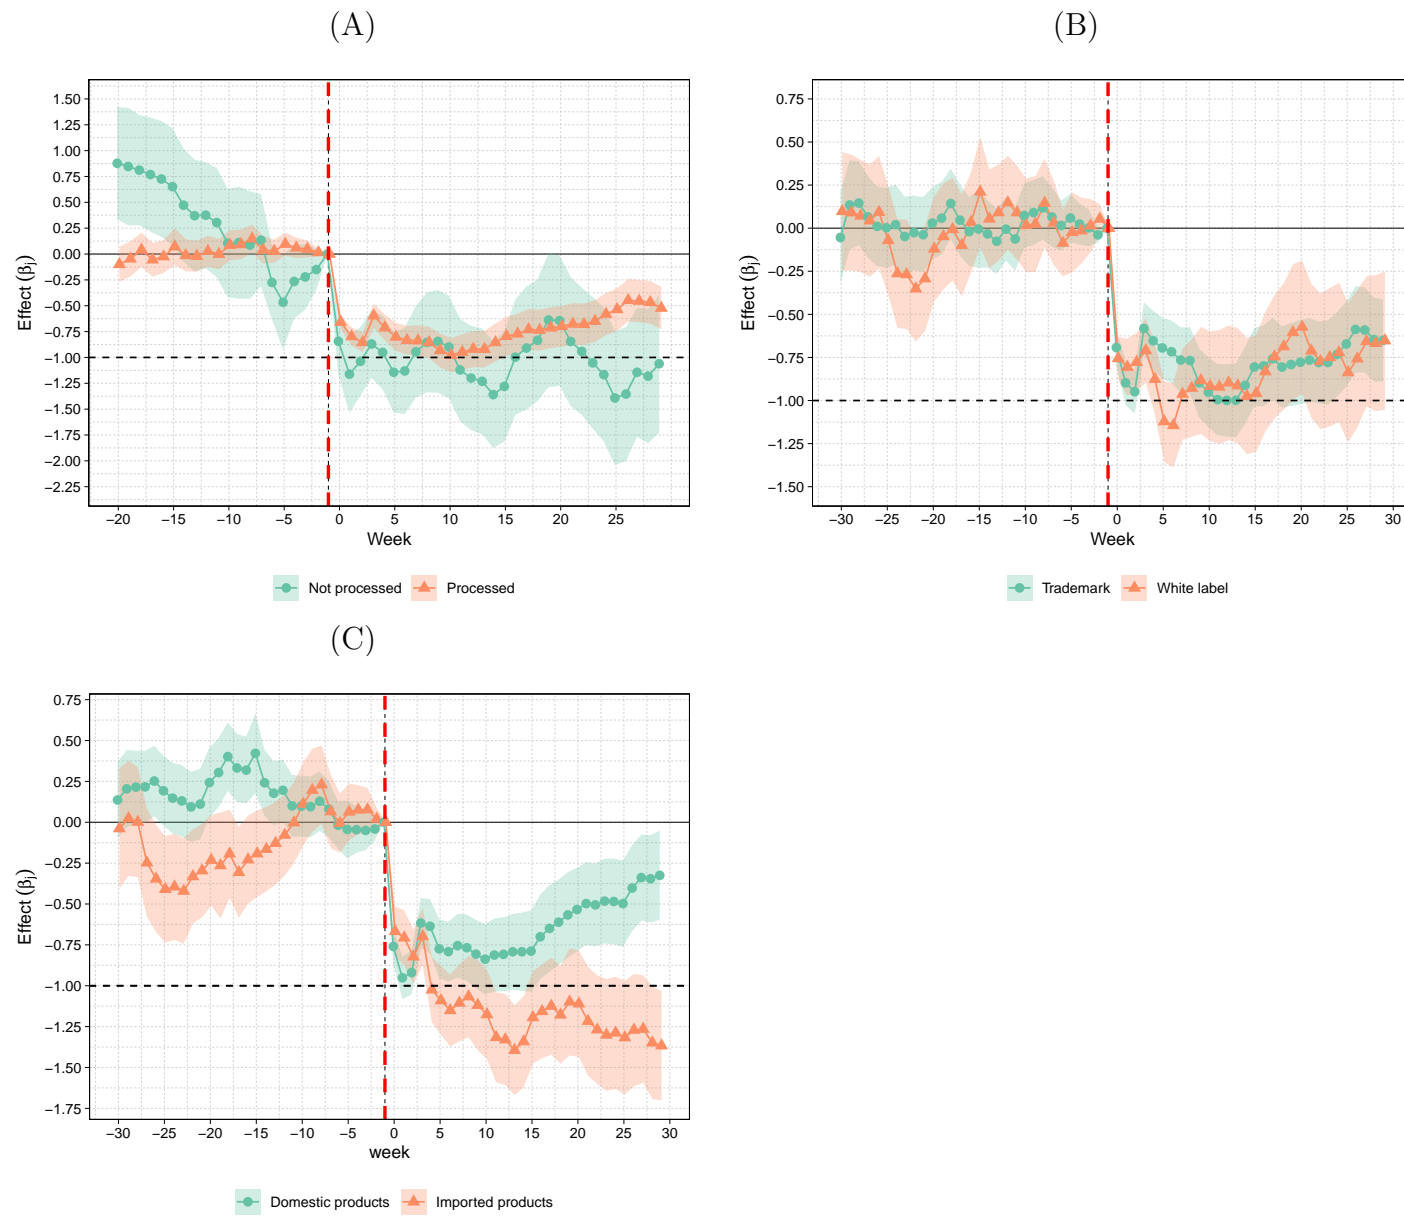 (A)
Effect (βj)
1.50
1.25
1.00
0.75
0.50
0.25
0.00
−0.25
−0.50
−0.75
−1.00
−1.25
−1.50
−1.75
−2.00
−2.25
−20 −15 −10 −5 0 5 10 15 20 25
Week
Not processed Processed
(B)
Effect (βj)
0.75
0.50
0.25
0.00
−0.25
−0.50
−0.75
−1.00
−1.25
−1.50
−30 −25 −20 −15 −10 −5 0 5 10 15 20 25 30
Week
Trademark White label
(C)
Effect (βj)
0.75
0.50
0.25
0.00
−0.25
−0.50
−0.75
−1.00
−1.25
−1.50
−1.75
−30 −25 −20 −15 −10 −5 0 5 10 15 20 25 30
week
Domestic products Imported products